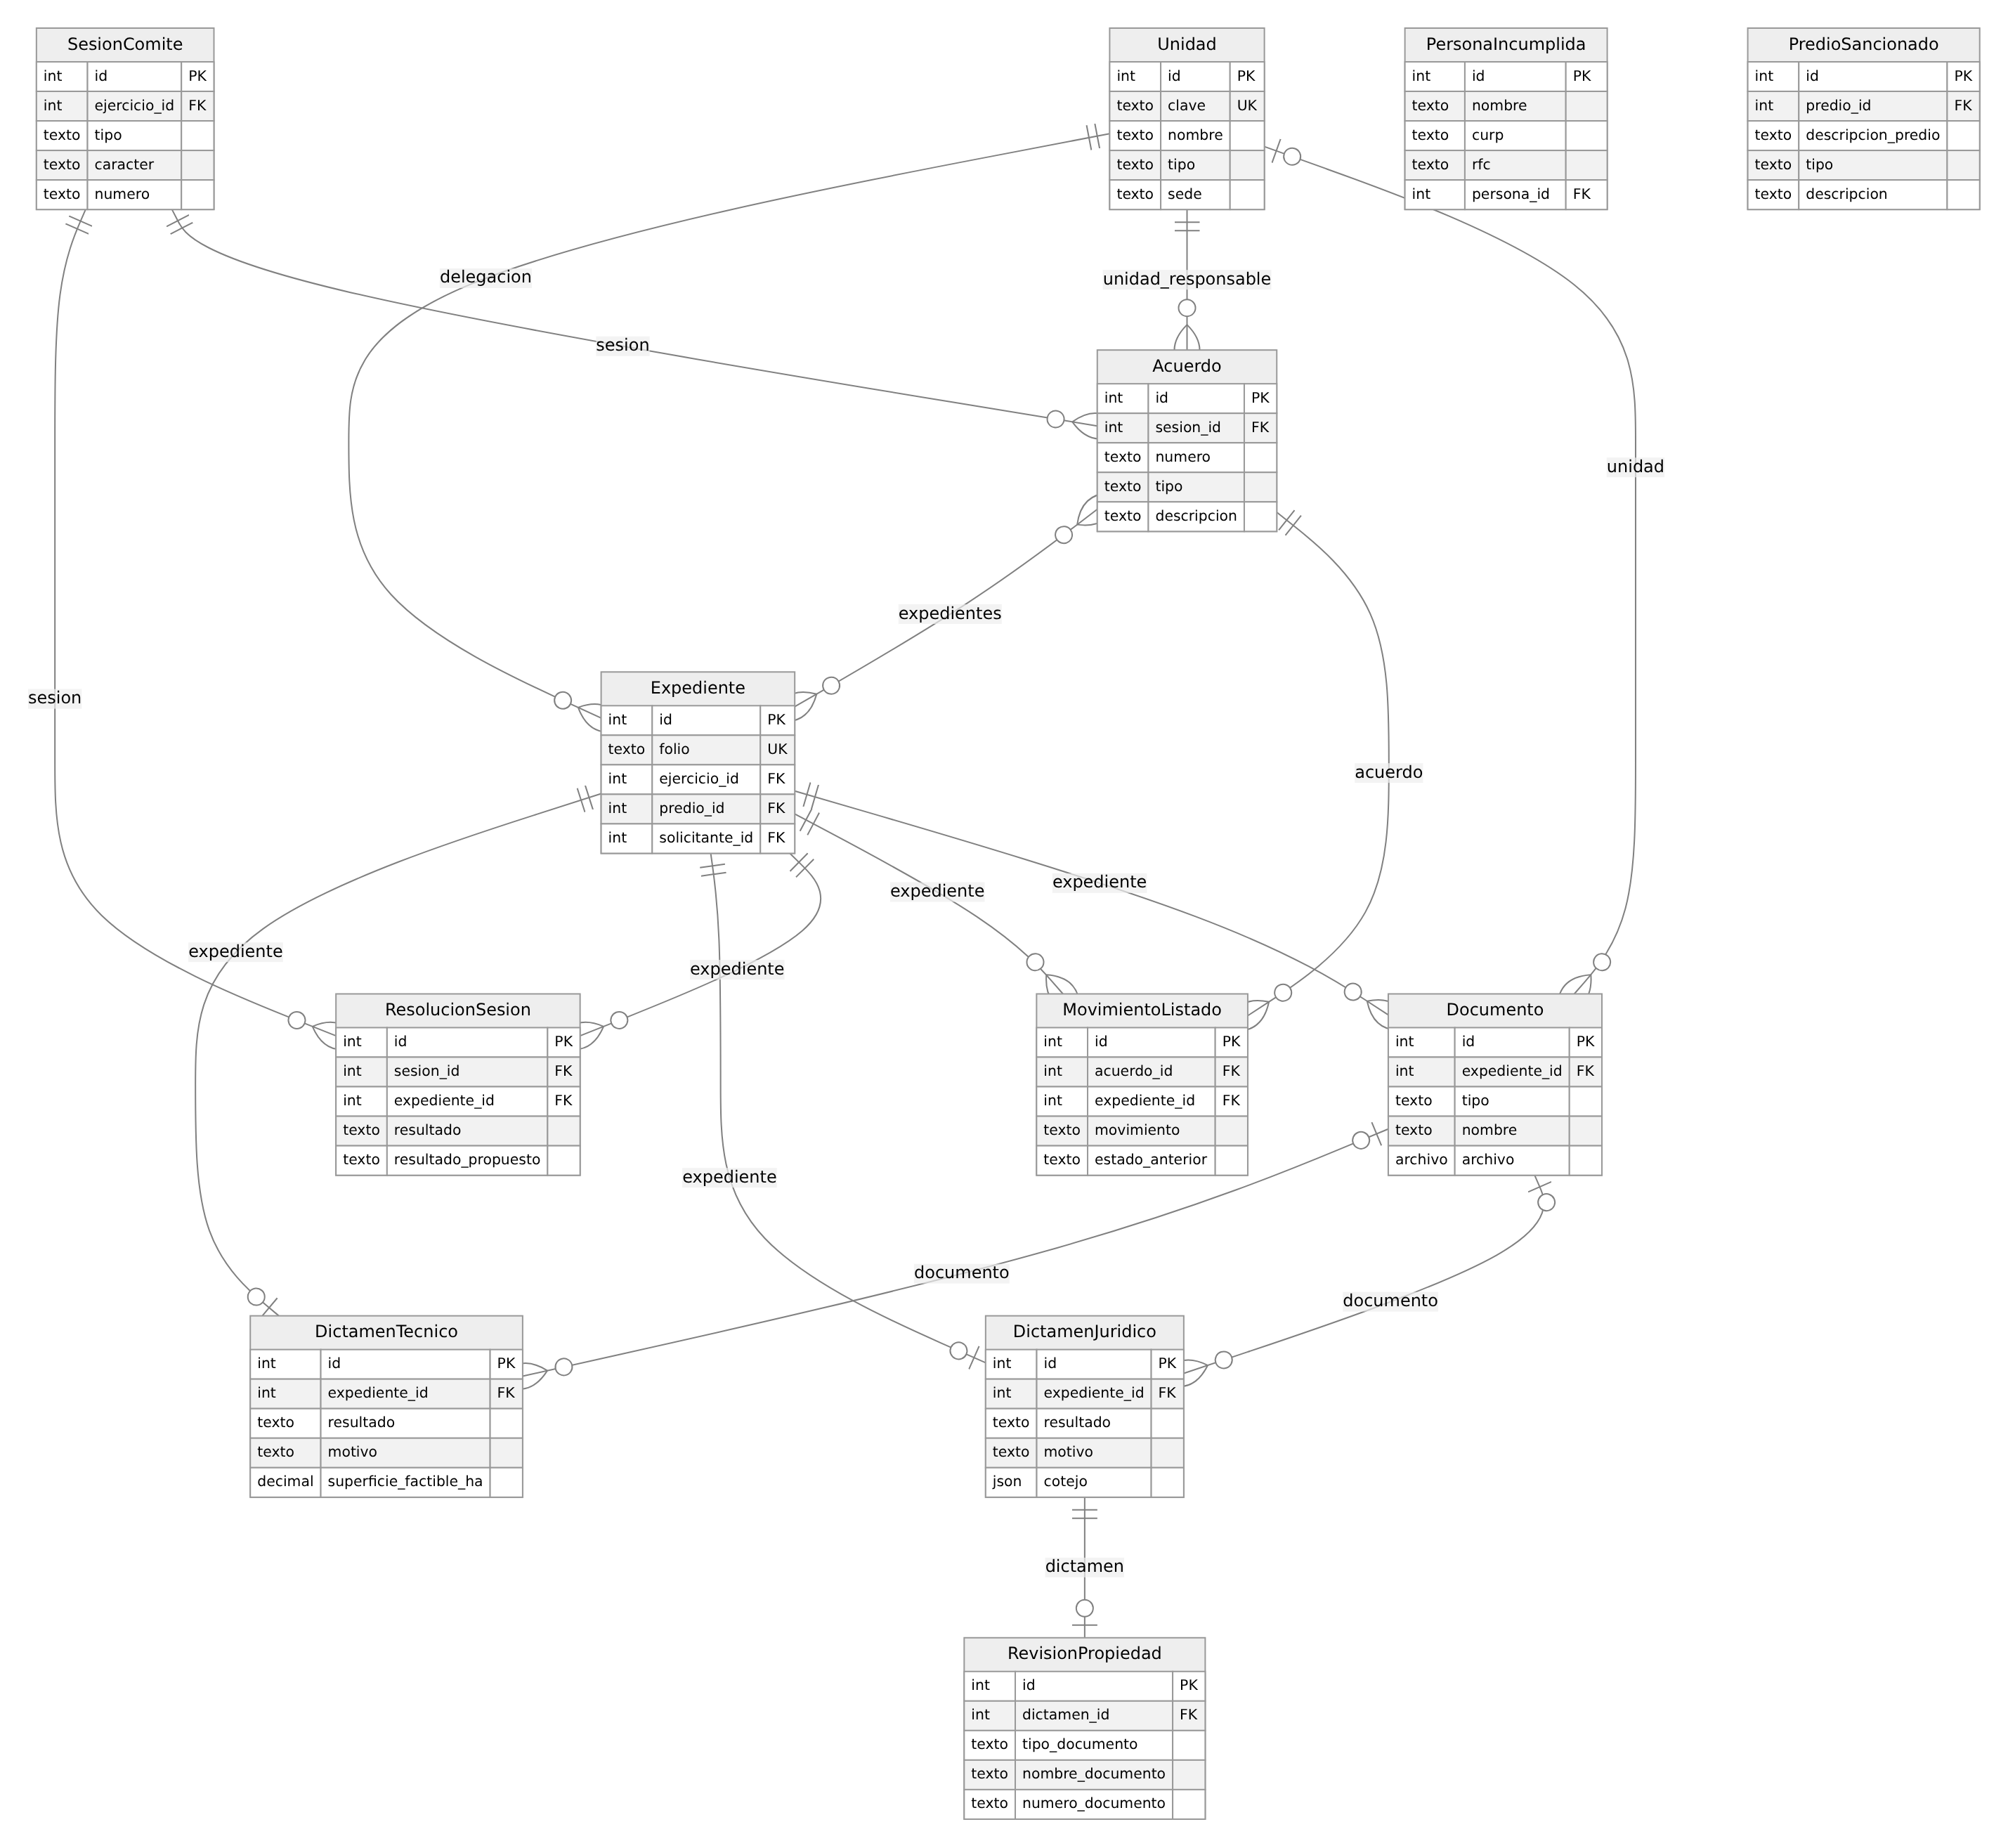 SesionComite
int id PK
int ejercicio_id FK
texto tipo
texto caracter
texto numero
Unidad
int id PK
texto clave UK
texto nombre
texto tipo
texto sede
PersonaIncumplida
int id PK
texto nombre
texto curp
texto rfc
int persona_id FK
PredioSancionado
int id PK
int predio_id FK
texto descripcion_predio
texto tipo
texto descripcion
delegacion
unidad_responsable
sesion
Acuerdo
int id PK
int sesion_id FK
texto numero
texto tipo
texto descripcion
unidad
expedientes
sesion
Expediente
int id PK
texto folio UK
int ejercicio_id FK
int predio_id FK
int solicitante_id FK
acuerdo
expediente
expediente
expediente
expediente
ResolucionSesion
int id PK
int sesion_id FK
int expediente_id FK
texto resultado
texto resultado_propuesto
MovimientoListado
int id PK
int acuerdo_id FK
int expediente_id FK
texto movimiento
texto estado_anterior
Documento
int id PK
int expediente_id FK
texto tipo
texto nombre
archivo archivo
expediente
documento
documento
DictamenTecnico
int id PK
int expediente_id FK
texto resultado
texto motivo
decimal superficie_factible_ha
DictamenJuridico
int id PK
int expediente_id FK
texto resultado
texto motivo
json cotejo
dictamen
RevisionPropiedad
int id PK
int dictamen_id FK
texto tipo_documento
texto nombre_documento
texto numero_documento